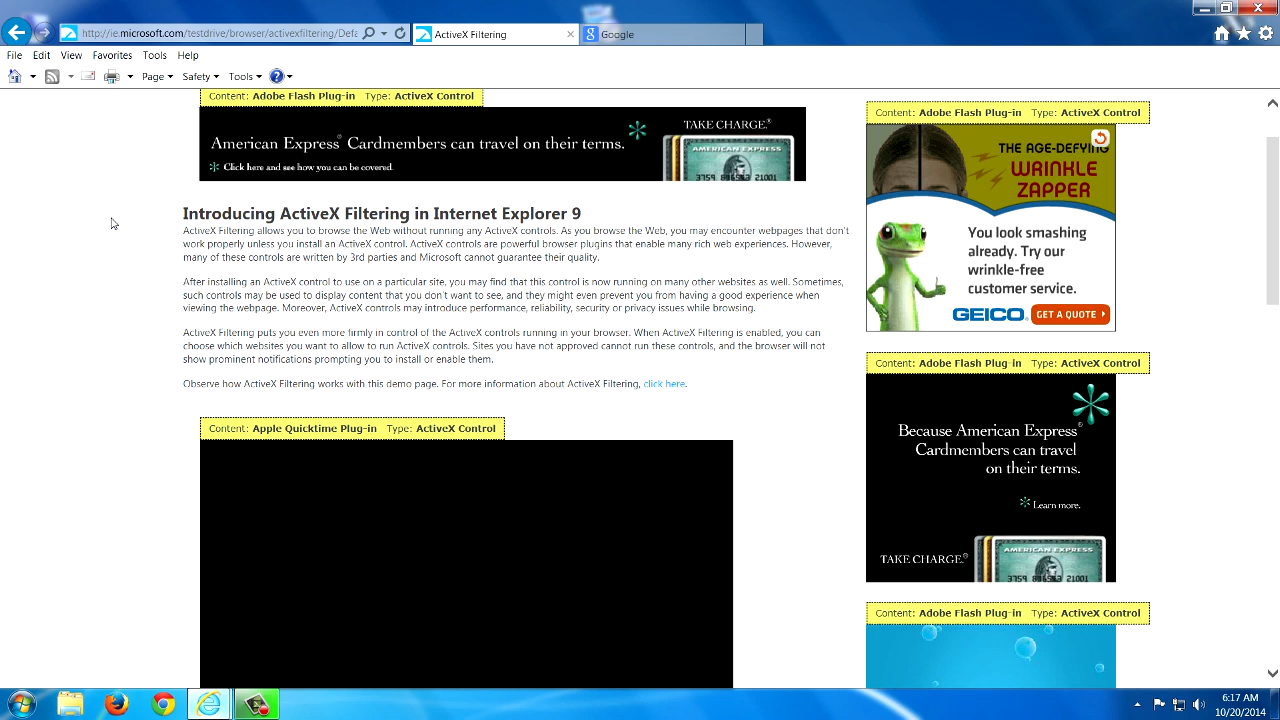 http://ie.microsoft.com/testdrive/browser/activexfiltering/Defa
ActiveX Filtering
Google
File Edit View Favorites Tools Help
Page Safety Tools
Content: Adobe Flash Plug-in Type: ActiveX Control
American Express® Cardmembers can travel on their terms.
Click here and see how you can be covered.
TAKE CHARGE.®
AMERICAN EXPRESS
3759 876543 21001
Introducing ActiveX Filtering in Internet Explorer 9
ActiveX Filtering allows you to browse the Web without running any ActiveX controls. As you browse the Web, you may encounter webpages that don't
work properly unless you install an ActiveX control. ActiveX controls are powerful browser plugins that enable many rich web experiences. However,
many of these controls are written by 3rd parties and Microsoft cannot guarantee their quality.
After installing an ActiveX control to use on a particular site, you may find that this control is now running on many other websites as well. Sometimes,
such controls may be used to display content that you don't want to see, and they might even prevent you from having a good experience when
viewing the webpage. Moreover, ActiveX controls may introduce performance, reliability, security or privacy issues while browsing.
ActiveX Filtering puts you even more firmly in control of the ActiveX controls running in your browser. When ActiveX Filtering is enabled, you can
choose which websites you want to allow to run ActiveX controls. Sites you have not approved cannot run these controls, and the browser will not
show prominent notifications prompting you to install or enable them.
Observe how ActiveX Filtering works with this demo page. For more information about ActiveX Filtering, click here.
Content: Apple Quicktime Plug-in Type: ActiveX Control
Content: Adobe Flash Plug-in Type: ActiveX Control
THE AGE-DEFYING
WRINKLE
ZAPPER
You look smashing
already. Try our
wrinkle-free
customer service.
GEICO® GET A QUOTE
Content: Adobe Flash Plug-in Type: ActiveX Control
Because American Express®
Cardmembers can travel
on their terms.
Learn more.
TAKE CHARGE.®
AMERICAN EXPRESS
3759 876543 21001
Content: Adobe Flash Plug-in Type: ActiveX Control
6:17 AM
10/20/2014